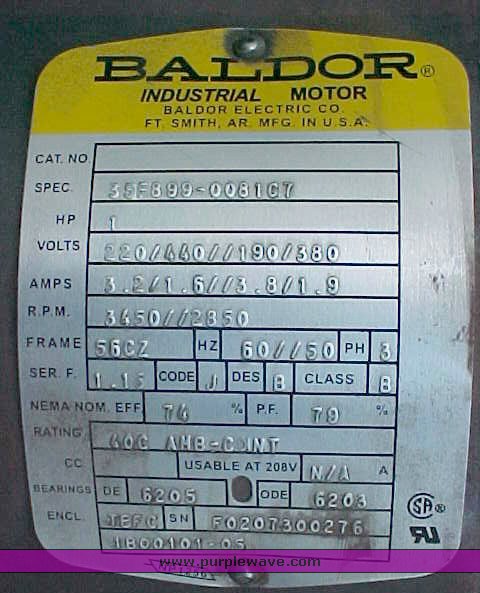 BALDOR®
INDUSTRIAL MOTOR
BALDOR ELECTRIC CO.
FT. SMITH, AR. MFG. IN U.S.A.
CAT. NO.
SPEC. 35F899-0081C7
HP 1
VOLTS 220/440//190/380
AMPS 3.2/1.6//3.8/1.9
R.P.M. 3450//2850
FRAME 56CZ HZ 60//50 PH 3
SER. F. 1.15 CODE J DES B CLASS B
NEMA NOM. EFF. 74 % P.F. 79 %
RATING 40C AMB-CONT
CC USABLE AT 208V N/A A
BEARINGS DE 6205 ODE 6203
ENCL. TEFC SN F0207300276
SA ®
UR
www.purplewave.com